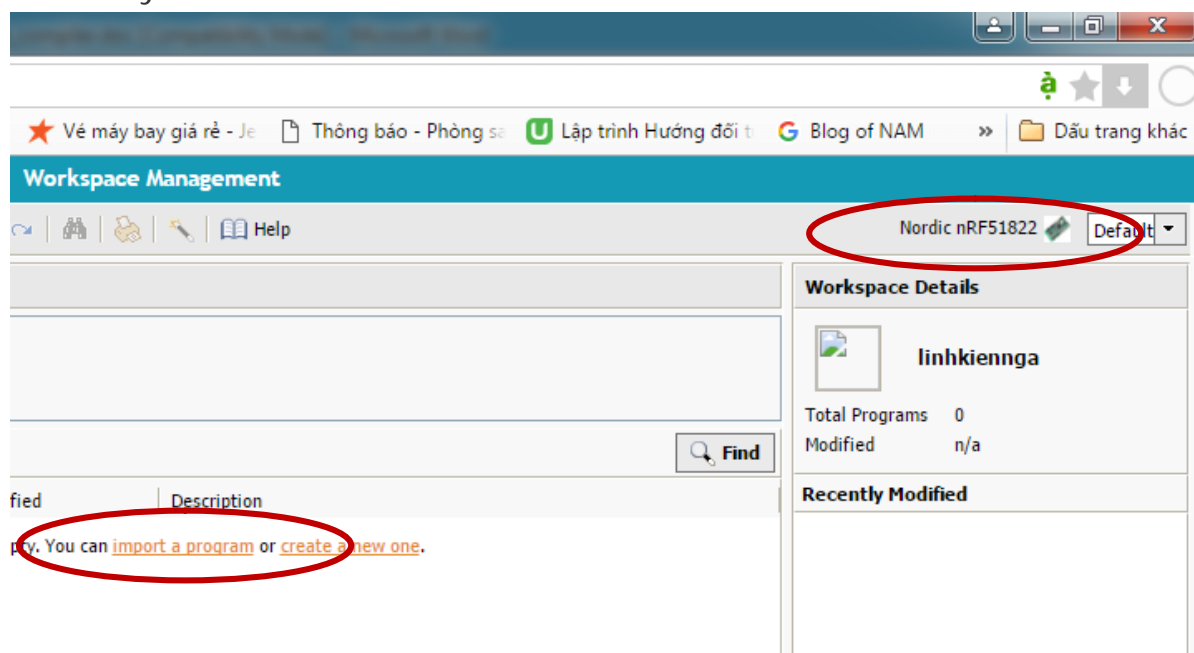 Vé máy bay giá rẻ - Je Thông báo - Phòng sa Lập trình Hướng đối t Blog of NAM » Dấu trang khác
Workspace Management
Help Nordic nRF51822 Default
Workspace Details
linhkiennga
Total Programs 0
Find Modified n/a
fied Description Recently Modified
pty. You can import a program or create a new one.